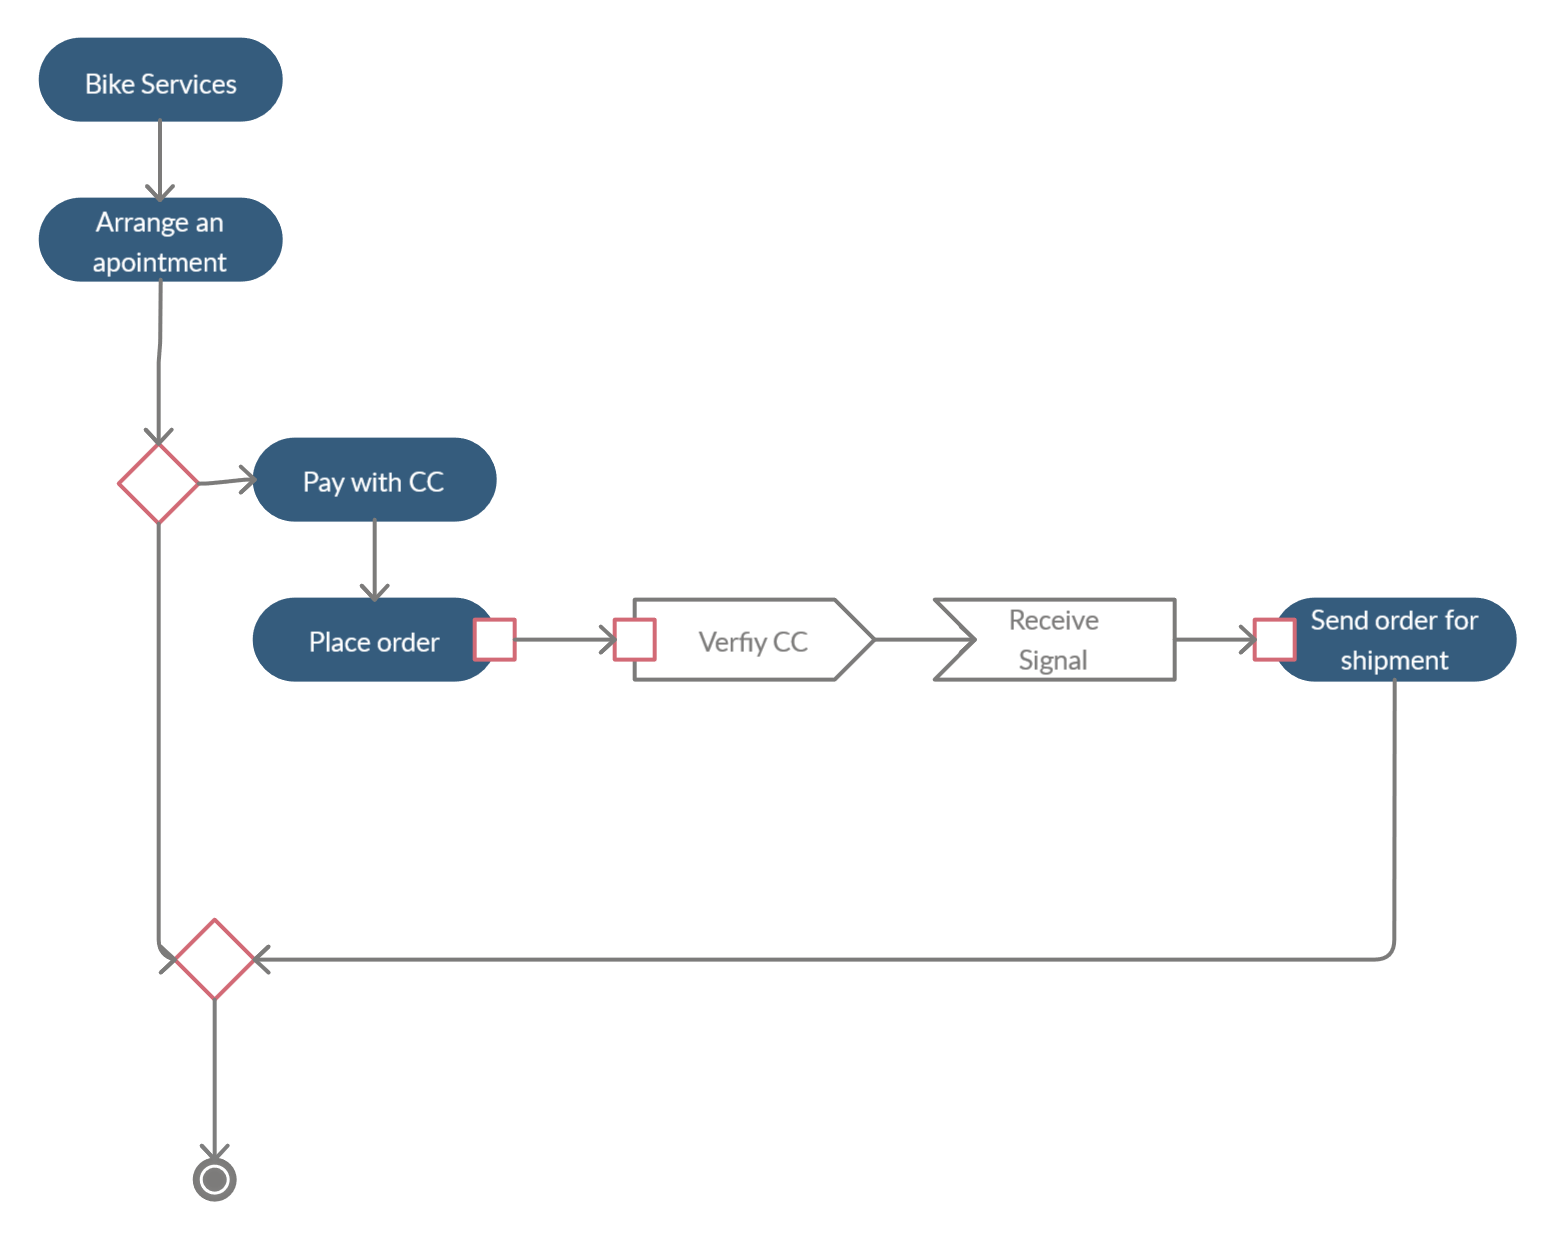 Bike Services
Arrange an
apointment
Pay with CC
Place order
Verfiy CC
Receive
Signal
Send order for
shipment